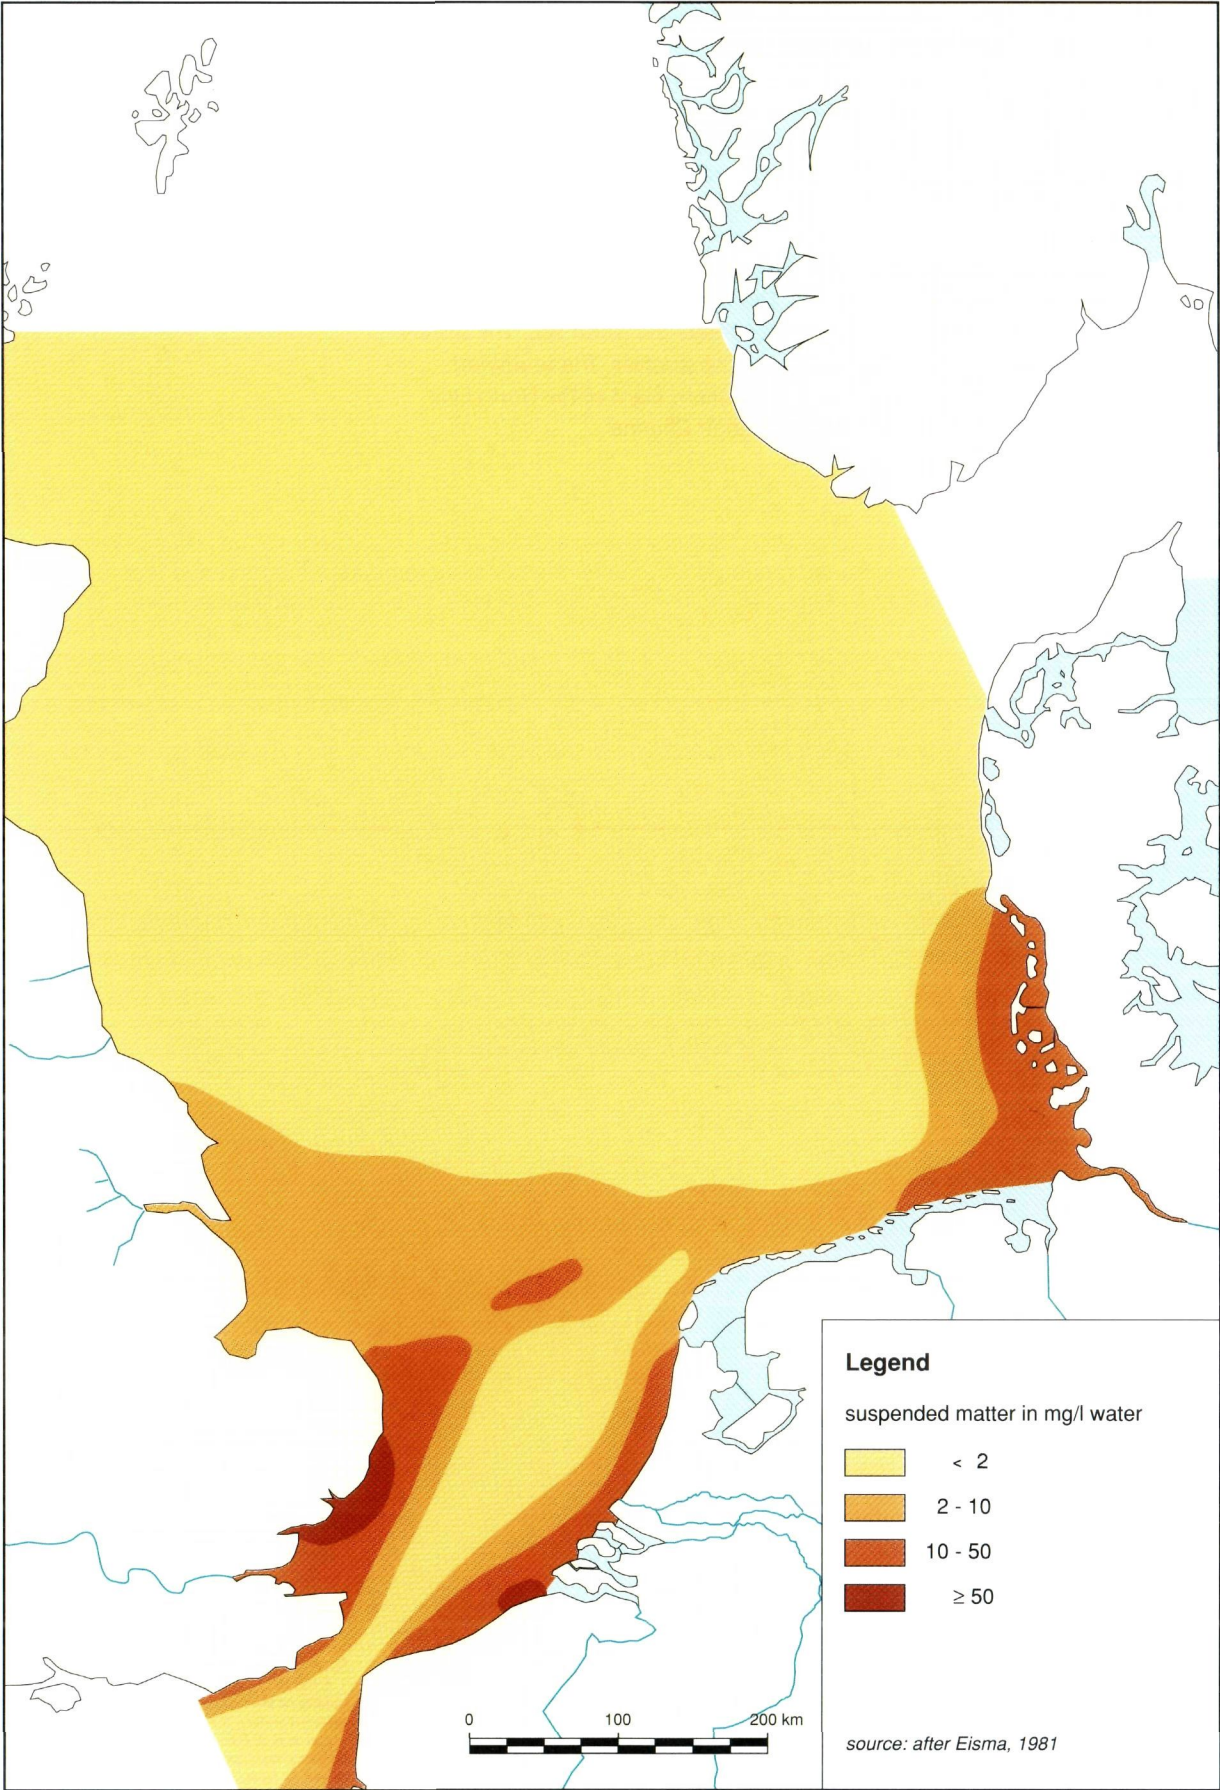 Legend
suspended matter in mg/l water
< 2
2 - 10
10 - 50
≥ 50
0 100 200 km
source: after Eisma, 1981